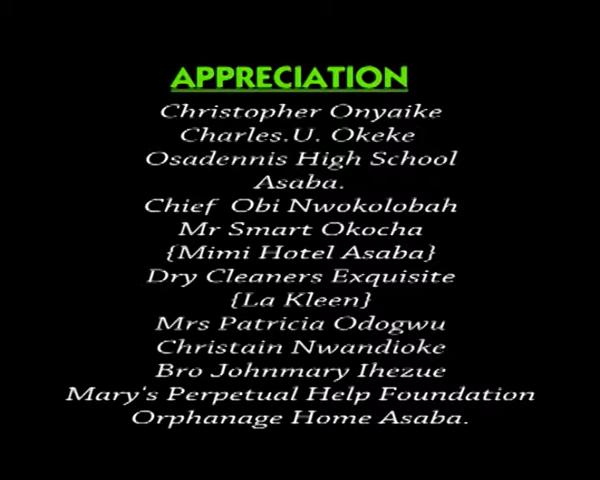 APPRECIATION
Christopher Onyaike
Charles.U. Okeke
Osadennis High School
Asaba.
Chief Obi Nwokolobah
Mr Smart Okocha
{Mimi Hotel Asaba}
Dry Cleaners Exquisite
{La Kleen}
Mrs Patricia Odogwu
Christain Nwandioke
Bro Johnmary Ihezue
Mary's Perpetual Help Foundation
Orphanage Home Asaba.